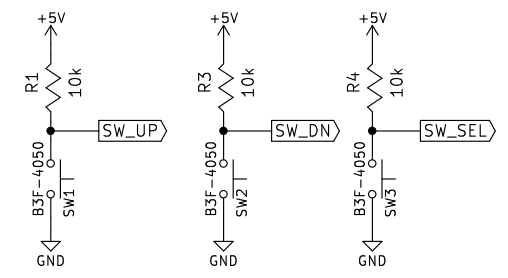 +5V
R1
10k
SW_UP
B3F-4050
SW1
GND
+5V
R3
10k
SW_DN
B3F-4050
SW2
GND
+5V
R4
10k
SW_SEL
B3F-4050
SW3
GND